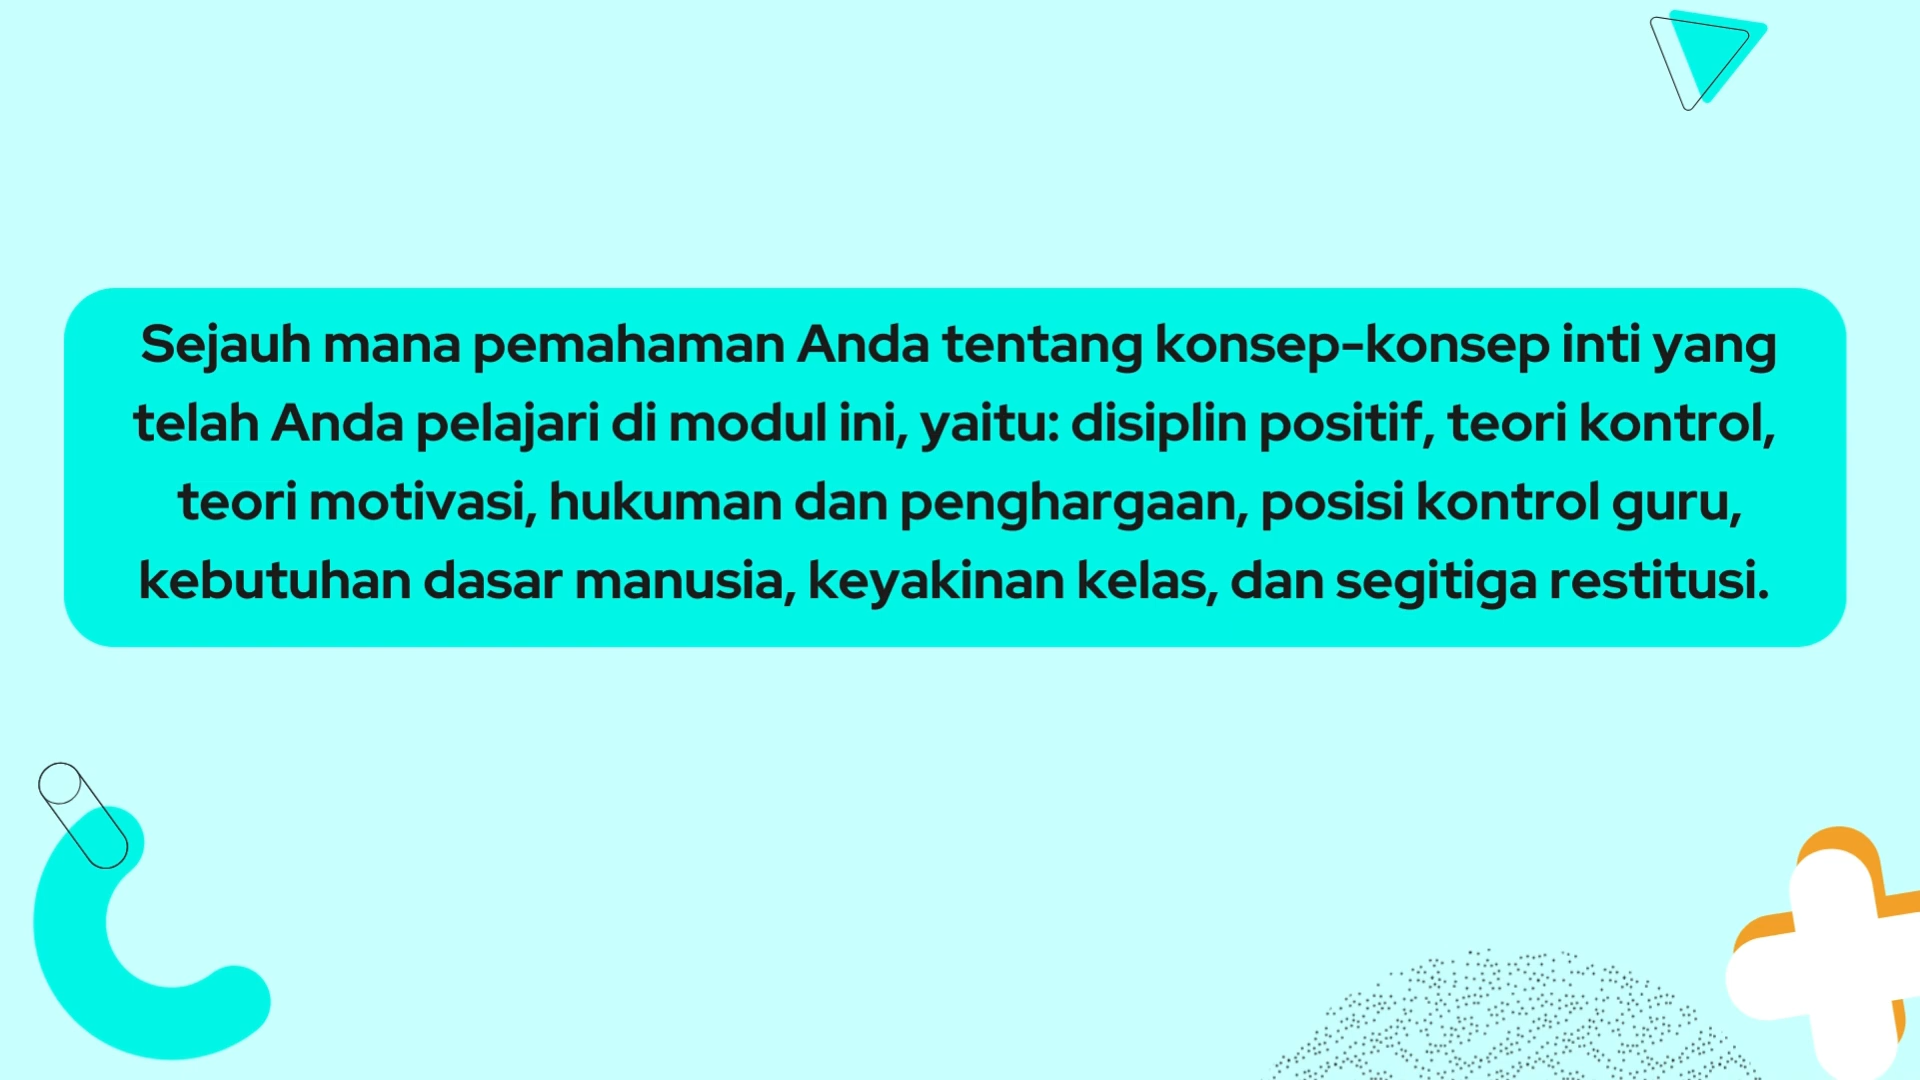 Sejauh mana pemahaman Anda tentang konsep-konsep inti yang
telah Anda pelajari di modul ini, yaitu: disiplin positif, teori kontrol,
teori motivasi, hukuman dan penghargaan, posisi kontrol guru,
kebutuhan dasar manusia, keyakinan kelas, dan segitiga restitusi.